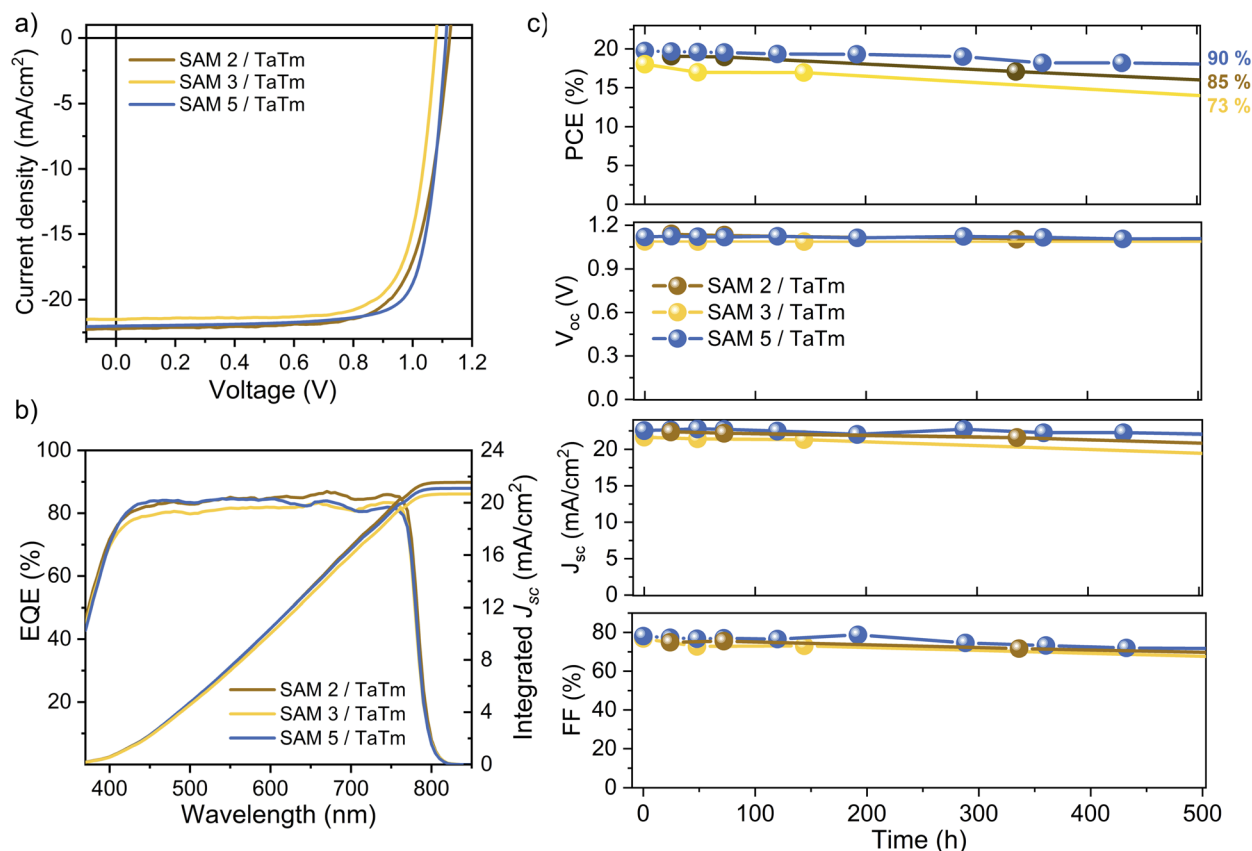 a)
0
-5
-10
-15
-20
Current density (mA/cm²)
SAM 2 / TaTm
SAM 3 / TaTm
SAM 5 / TaTm
0.0 0.2 0.4 0.6 0.8 1.0 1.2
Voltage (V)
b)
100
80
60
40
20
EQE (%)
24
20
16
12
8
4
0
Integrated Jsc (mA/cm²)
SAM 2 / TaTm
SAM 3 / TaTm
SAM 5 / TaTm
400 500 600 700 800
Wavelength (nm)
c)
20
15
10
5
0
PCE (%)
90 %
85 %
73 %
1.2
0.9
0.6
0.3
0.0
Voc (V)
SAM 2 / TaTm
SAM 3 / TaTm
SAM 5 / TaTm
20
15
10
5
0
Jsc (mA/cm²)
80
60
40
20
0
FF (%)
0 100 200 300 400 500
Time (h)